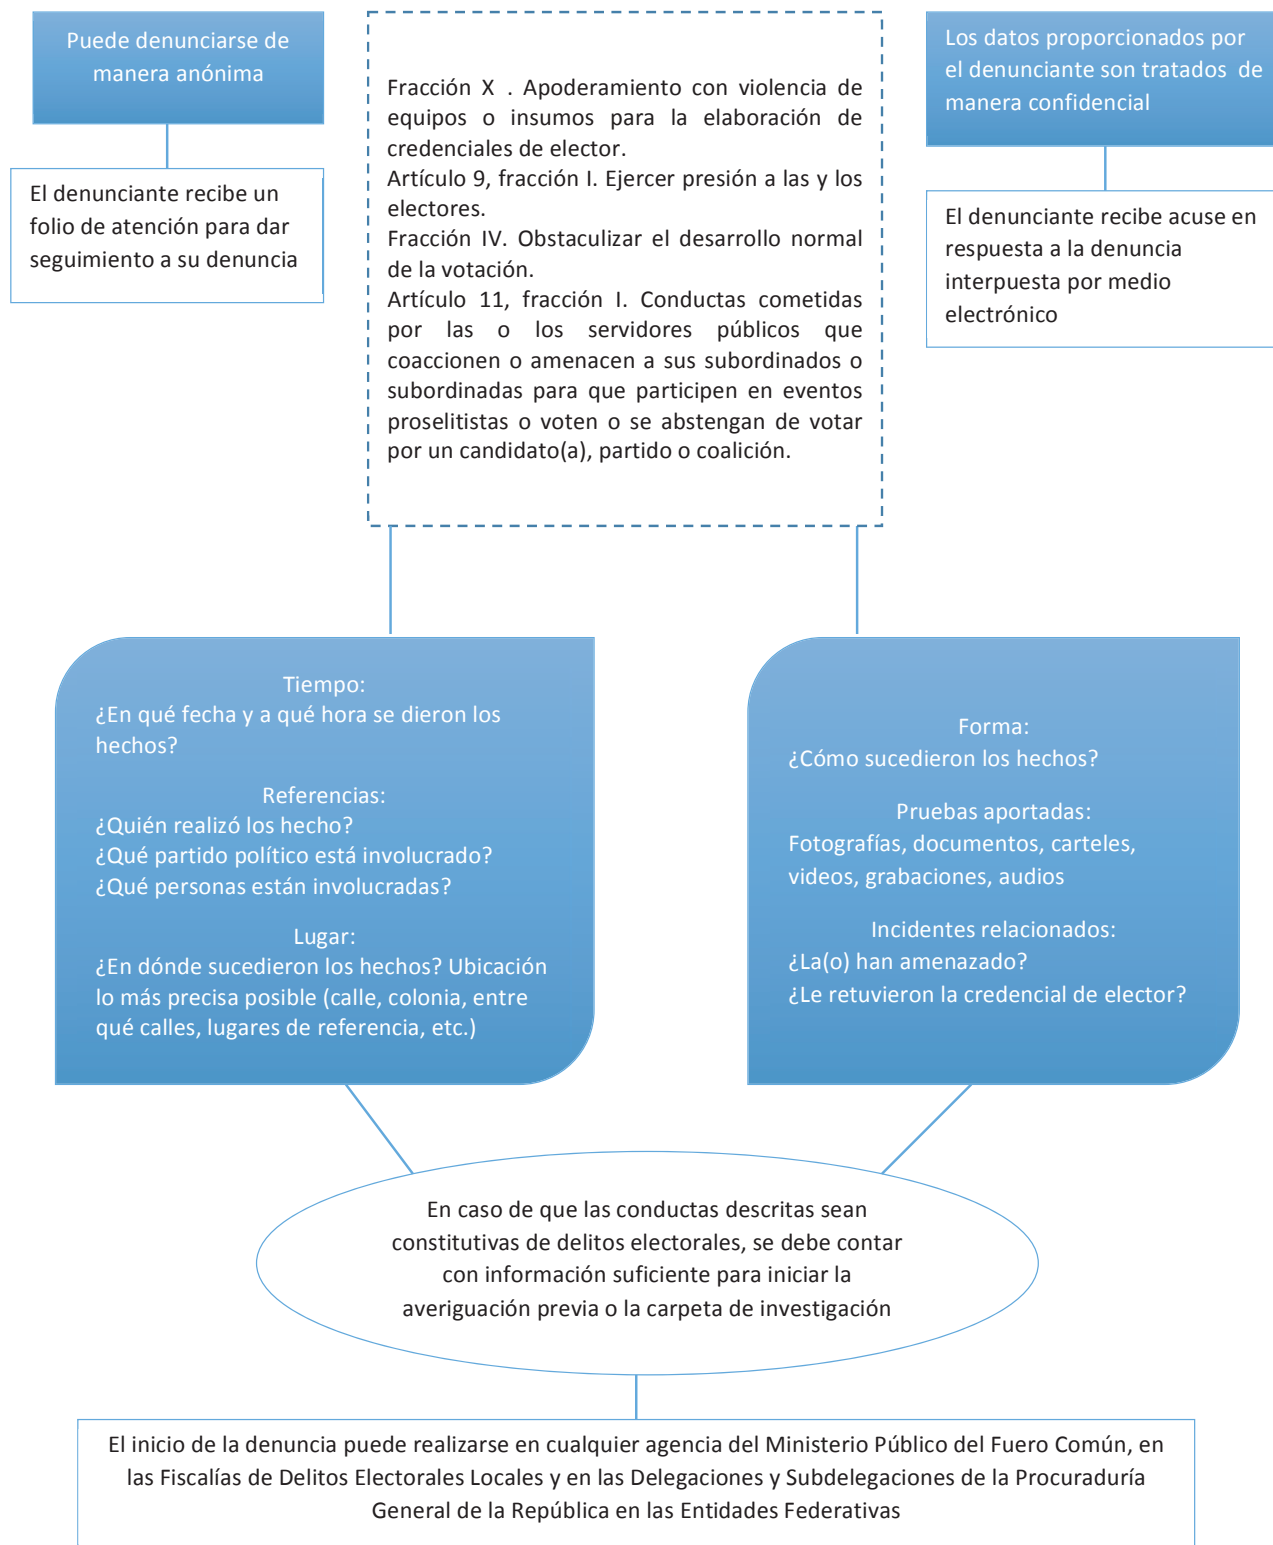 Puede denunciarse de
manera anónima
El denunciante recibe un
folio de atención para dar
seguimiento a su denuncia
Fracción X . Apoderamiento con violencia de
equipos o insumos para la elaboración de
credenciales de elector.
Artículo 9, fracción I. Ejercer presión a las y los
electores.
Fracción IV. Obstaculizar el desarrollo normal
de la votación.
Artículo 11, fracción I. Conductas cometidas
por las o los servidores públicos que
coaccionen o amenacen a sus subordinados o
subordinadas para que participen en eventos
proselitistas o voten o se abstengan de votar
por un candidato(a), partido o coalición.
Los datos proporcionados por
el denunciante son tratados de
manera confidencial
El denunciante recibe acuse en
respuesta a la denuncia
interpuesta por medio
electrónico
Tiempo:
¿En qué fecha y a qué hora se dieron los
hechos?
Referencias:
¿Quién realizó los hecho?
¿Qué partido político está involucrado?
¿Qué personas están involucradas?
Lugar:
¿En dónde sucedieron los hechos? Ubicación
lo más precisa posible (calle, colonia, entre
qué calles, lugares de referencia, etc.)
Forma:
¿Cómo sucedieron los hechos?
Pruebas aportadas:
Fotografías, documentos, carteles,
videos, grabaciones, audios
Incidentes relacionados:
¿La(o) han amenazado?
¿Le retuvieron la credencial de elector?
En caso de que las conductas descritas sean
constitutivas de delitos electorales, se debe contar
con información suficiente para iniciar la
averiguación previa o la carpeta de investigación
El inicio de la denuncia puede realizarse en cualquier agencia del Ministerio Público del Fuero Común, en
las Fiscalías de Delitos Electorales Locales y en las Delegaciones y Subdelegaciones de la Procuraduría
General de la República en las Entidades Federativas